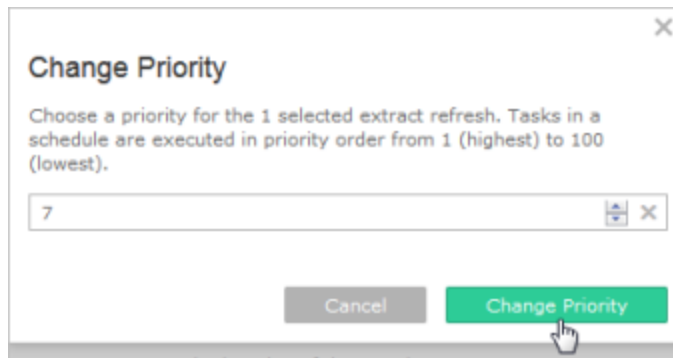 Change Priority
Choose a priority for the 1 selected extract refresh. Tasks in a
schedule are executed in priority order from 1 (highest) to 100
(lowest).
7
Cancel
Change Priority